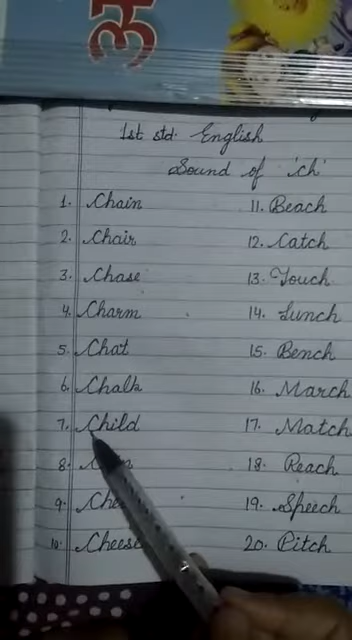 अ
1st std. English
Sound of 'ch'
1. Chain 11. Beach
2. Chair 12. Catch
3. Chase 13. Touch
4. Charm 14. Lunch
5. Chat 15. Bench
6. Chalk 16. March
7. Child 17. Match
8. 18. Reach
9. 19. Speech
10. Cheese 20. Pitch